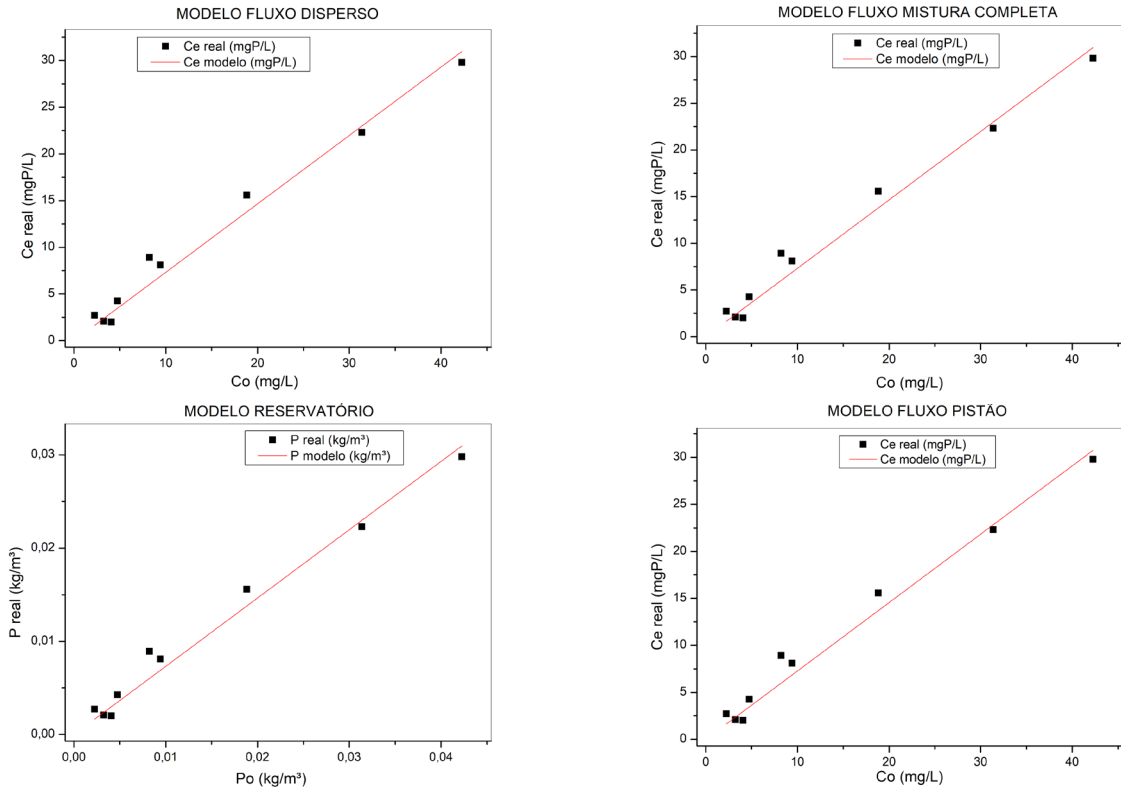 MODELO FLUXO DISPERSO
Ce real (mgP/L)
Ce modelo (mgP/L)
30
25
20
15
10
5
0
Ce real (mgP/L)
0
10
20
30
40
Co (mg/L)
MODELO FLUXO MISTURA COMPLETA
Ce real (mgP/L)
Ce modelo (mgP/L)
30
25
20
15
10
5
0
Ce real (mgP/L)
0
10
20
30
40
Co (mg/L)
MODELO RESERVATÓRIO
P real (kg/m³)
P modelo (kg/m³)
0,03
0,02
0,01
0,00
P real (kg/m³)
0,00
0,01
0,02
0,03
0,04
Po (kg/m³)
MODELO FLUXO PISTÃO
Ce real (mgP/L)
Ce modelo (mgP/L)
30
25
20
15
10
5
0
Ce real (mgP/L)
0
10
20
30
40
Co (mg/L)